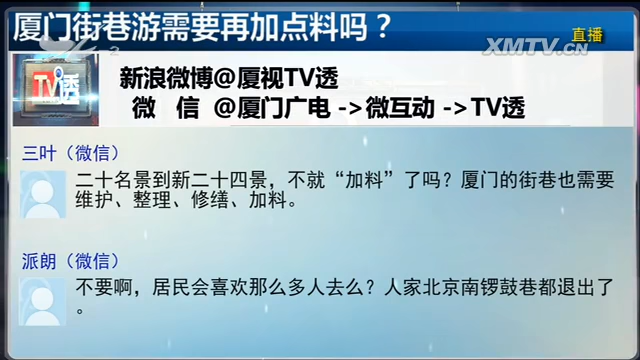 厦门街巷游需要再加点料吗？
2
直播
XMTV.CN
TV透
新浪微博@厦视TV透
微 信 @厦门广电 ->微互动 ->TV透
三叶（微信）
二十名景到新二十四景，不就“加料”了吗？厦门的街巷也需要
维护、整理、修缮、加料。
派朗（微信）
不要啊，居民会喜欢那么多人去么？人家北京南锣鼓巷都退出了
。